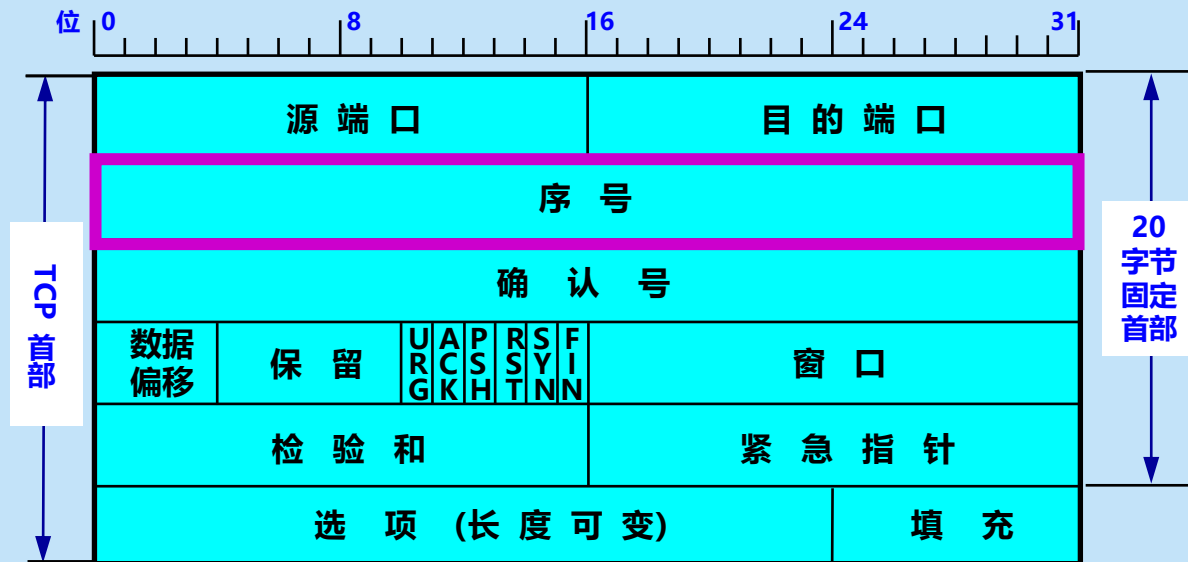 位 0 8 16 24 31
源端口 目的端口
序号
确认号
数据
偏移
保留
URG
ACK
PSH
RST
SYN
FIN
窗口
检验和 紧急指针
选项 (长度可变) 填充
TCP 首部
20
字节
固定
首部